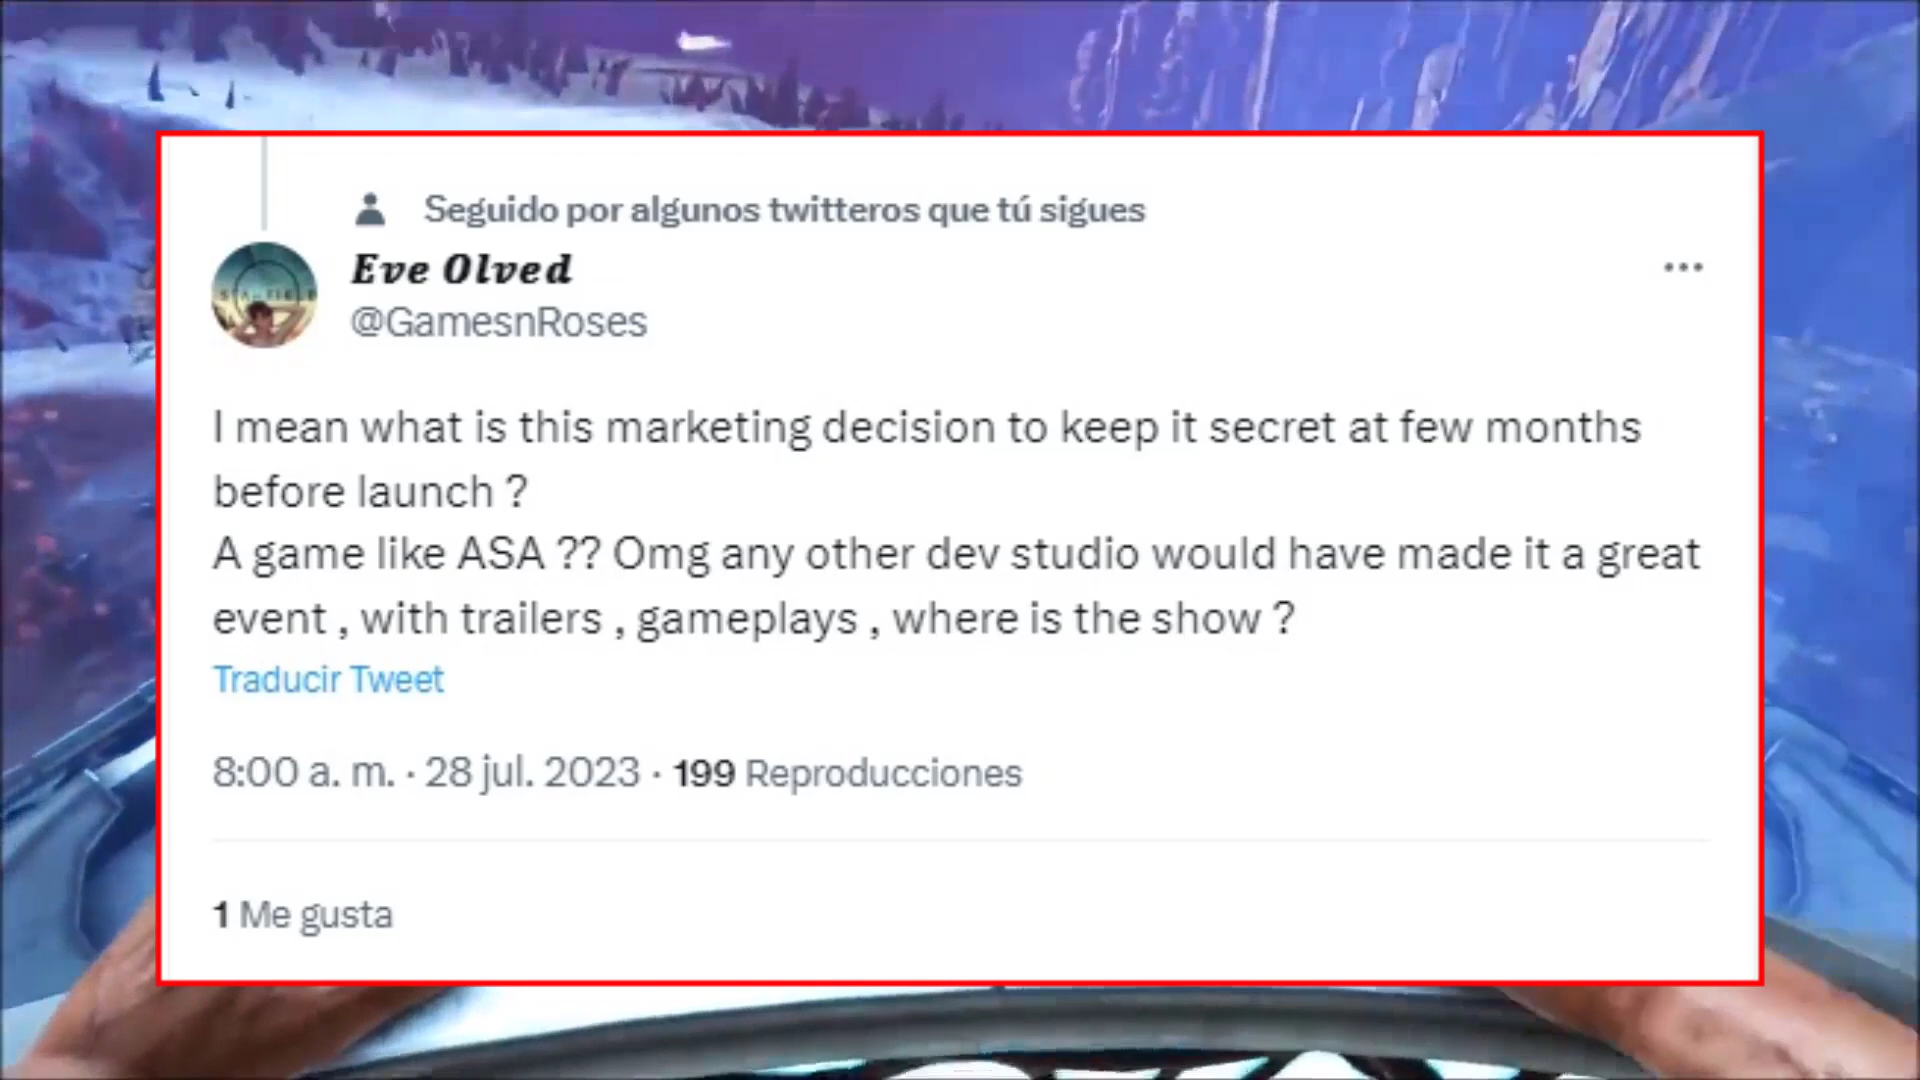 Seguido por algunos twitteros que tú sigues
Eve Olved
@GamesnRoses
I mean what is this marketing decision to keep it secret at few months
before launch ?
A game like ASA ?? Omg any other dev studio would have made it a great
event , with trailers , gameplays , where is the show ?
Traducir Tweet
8:00 a. m. · 28 jul. 2023 · 199 Reproducciones
1 Me gusta